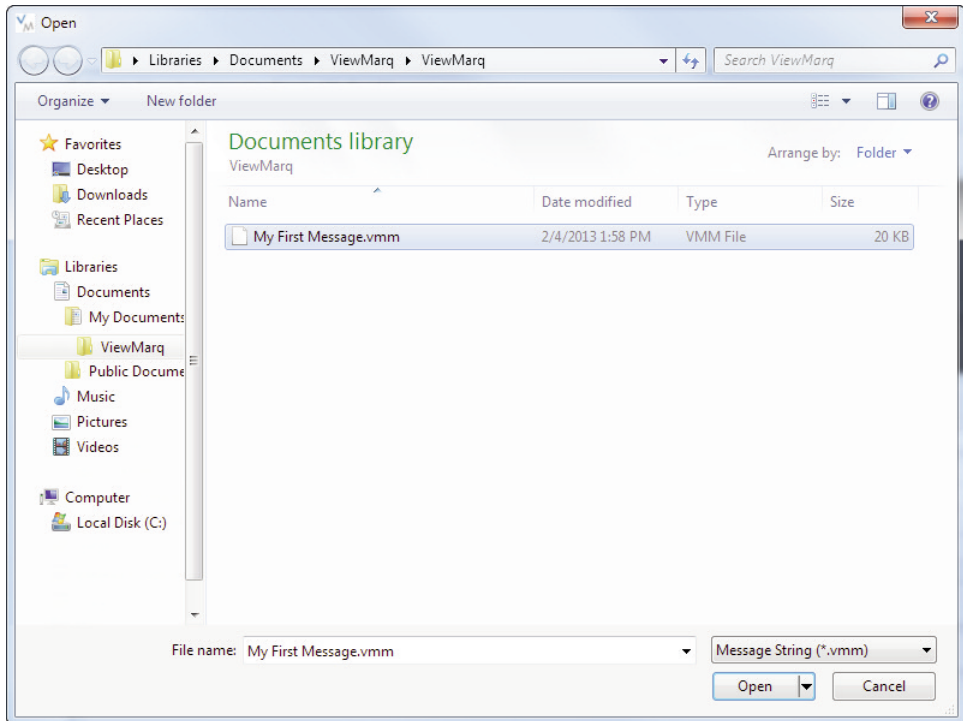 VM Open
Libraries Documents ViewMarq ViewMarq Search ViewMarq
Organize New folder
Favorites
Desktop
Downloads
Recent Places
Libraries
Documents
My Documents
ViewMarq
Public Docume
Music
Pictures
Videos
Computer
Local Disk (C:)
Documents library
ViewMarq
Arrange by: Folder
Name Date modified Type Size
My First Message.vmm 2/4/2013 1:58 PM VMM File 20 KB
File name: My First Message.vmm Message String (*.vmm)
Open Cancel